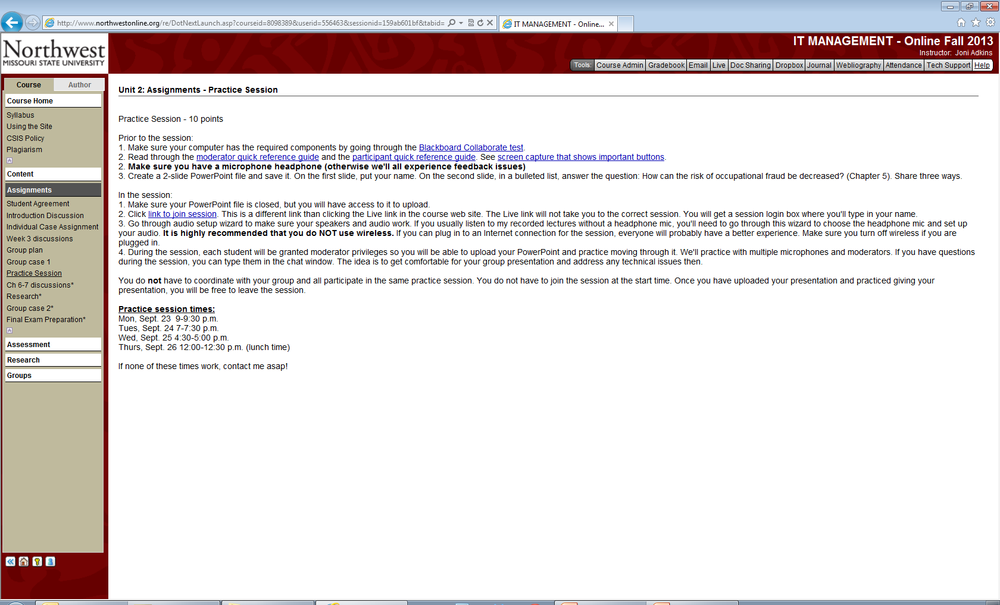 http://www.northwestonline.org/re/DotNextLaunch.asp?courseid=8098389&userid=556463&sessionid=159ab601bf&tabid=
IT MANAGEMENT - Online...
Northwest
MISSOURI STATE UNIVERSITY
IT MANAGEMENT - Online Fall 2013
Instructor: Joni Adkins
Tools: Course Admin Gradebook Email Live Doc Sharing Dropbox Journal Webliography Attendance Tech Support Help
Course Author
Course Home
Syllabus
Using the Site
CSIS Policy
Plagiarism
Content
Assignments
Student Agreement
Introduction Discussion
Individual Case Assignment
Week 3 discussions
Group plan
Group case 1
Practice Session
Ch 6-7 discussions*
Research*
Group case 2*
Final Exam Preparation*
Assessment
Research
Groups
Unit 2: Assignments - Practice Session
Practice Session - 10 points
Prior to the session:
1. Make sure your computer has the required components by going through the Blackboard Collaborate test.
2. Read through the moderator quick reference guide and the participant quick reference guide. See screen capture that shows important buttons.
2. Make sure you have a microphone headphone (otherwise we'll all experience feedback issues)
3. Create a 2-slide PowerPoint file and save it. On the first slide, put your name. On the second slide, in a bulleted list, answer the question: How can the risk of occupational fraud be decreased? (Chapter 5). Share three ways.
In the session:
1. Make sure your PowerPoint file is closed, but you will have access to it to upload.
2. Click link to join session. This is a different link than clicking the Live link in the course web site. The Live link will not take you to the correct session. You will get a session login box where you'll type in your name.
3. Go through audio setup wizard to make sure your speakers and audio work. If you usually listen to my recorded lectures without a headphone mic, you'll need to go through this wizard to choose the headphone mic and set up
your audio. It is highly recommended that you do NOT use wireless. If you can plug in to an Internet connection for the session, everyone will probably have a better experience. Make sure you turn off wireless if you are
plugged in.
4. During the session, each student will be granted moderator privileges so you will be able to upload your PowerPoint and practice moving through it. We'll practice with multiple microphones and moderators. If you have questions
during the session, you can type them in the chat window. The idea is to get comfortable for your group presentation and address any technical issues then.
You do not have to coordinate with your group and all participate in the same practice session. You do not have to join the session at the start time. Once you have uploaded your presentation and practiced giving your
presentation, you will be free to leave the session.
Practice session times:
Mon, Sept. 23 9-9:30 p.m.
Tues, Sept. 24 7-7:30 p.m.
Wed, Sept. 25 4:30-5:00 p.m.
Thurs, Sept. 26 12:00-12:30 p.m. (lunch time)
If none of these times work, contact me asap!